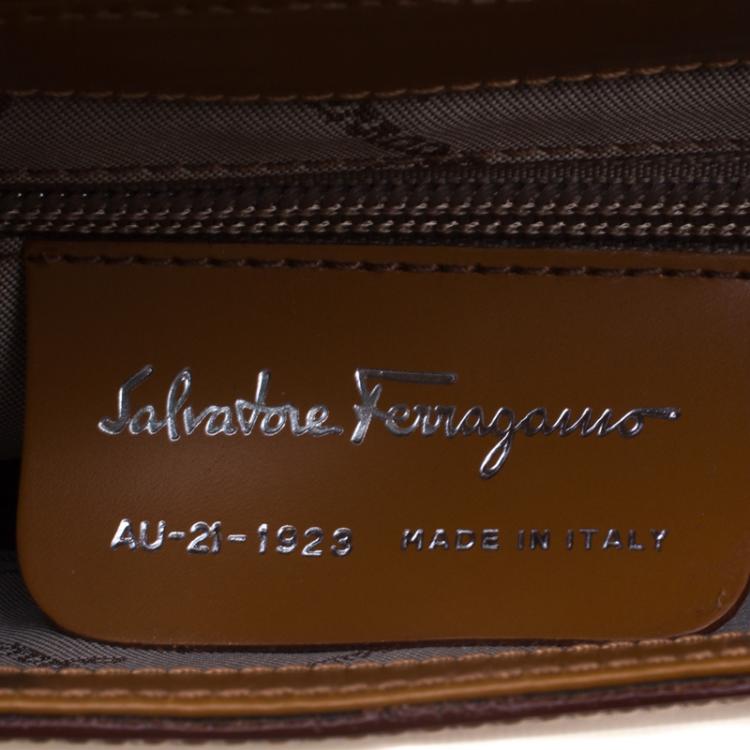 Salvatore Ferragamo
AU-21-1923 MADE IN ITALY